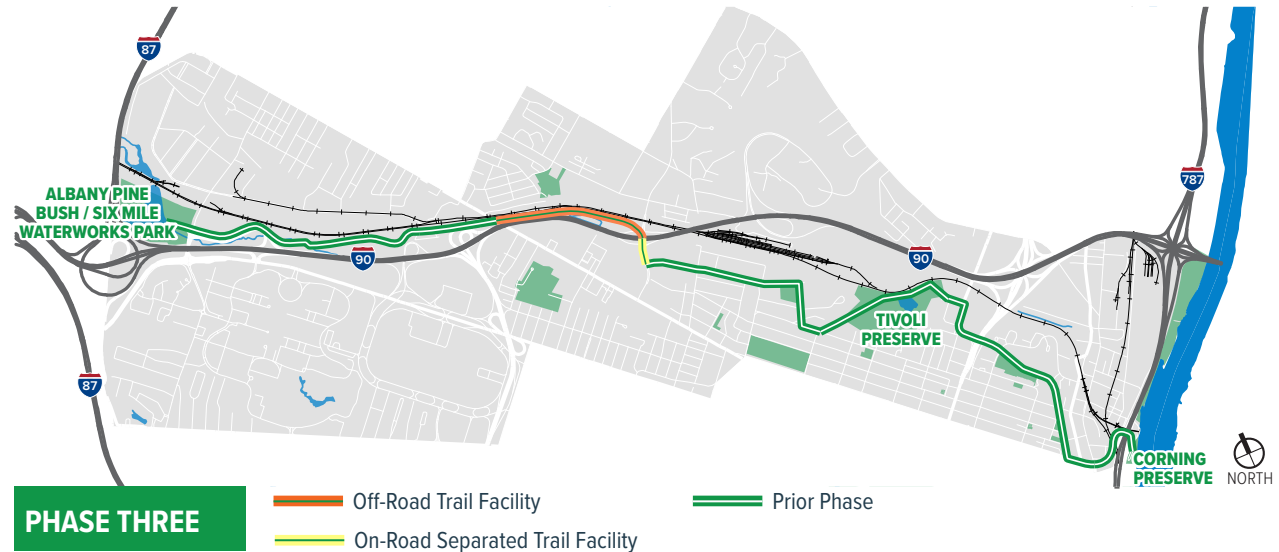 87
787
ALBANY PINE
BUSH / SIX MILE
WATERWORKS PARK
90
90
TIVOLI
PRESERVE
87
CORNING
PRESERVE
NORTH
PHASE THREE
Off-Road Trail Facility
Prior Phase
On-Road Separated Trail Facility